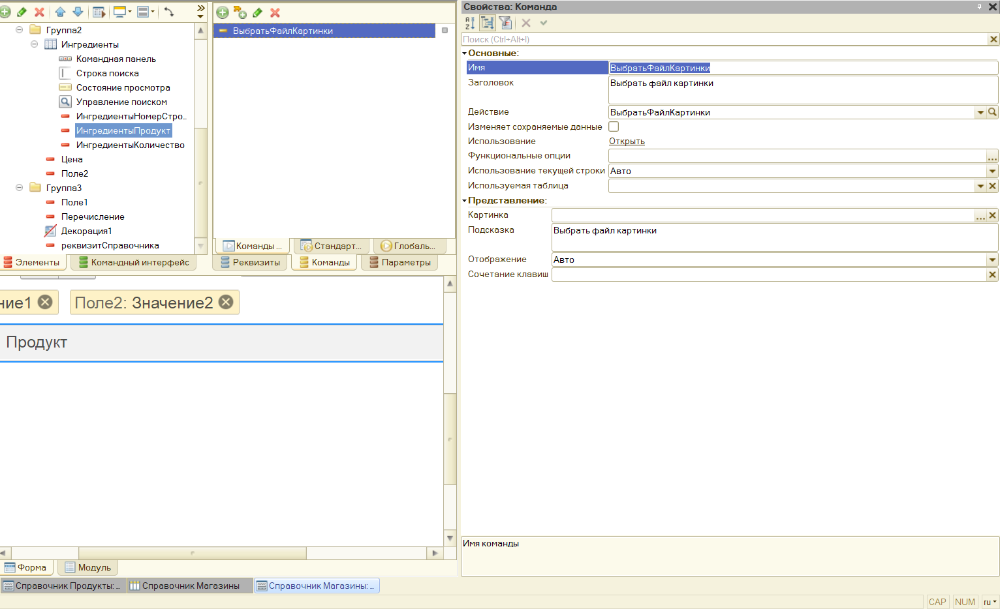 Группа2
Ингредиенты
Командная панель
Строка поиска
Состояние просмотра
Управление поиском
ИнгредиентыНомерСтро...
ИнгредиентыПродукт
ИнгредиентыКоличество
Цена
Поле2
Группа3
Поле1
Перечисление
Декорация1
реквизитСправочника
Элементы
Командный интерфейс
ВыбратьФайлКартинки
Команды ...
Стандарт...
Глобаль...
Реквизиты
Команды
Параметры
ние1
Поле2: Значение2
Продукт
Форма
Модуль
Свойства: Команда
Поиск (Ctrl+Alt+I)
Основные:
Имя ВыбратьФайлКартинки
Заголовок Выбрать файл картинки
Действие ВыбратьФайлКартинки
Изменяет сохраняемые данные
Использование Открыть
Функциональные опции
Использование текущей строки Авто
Используемая таблица
Представление:
Картинка
Подсказка Выбрать файл картинки
Отображение Авто
Сочетание клавиш
Имя команды
Справочник Продукты: ...
Справочник Магазины
Справочник Магазины: ...
CAP NUM ru